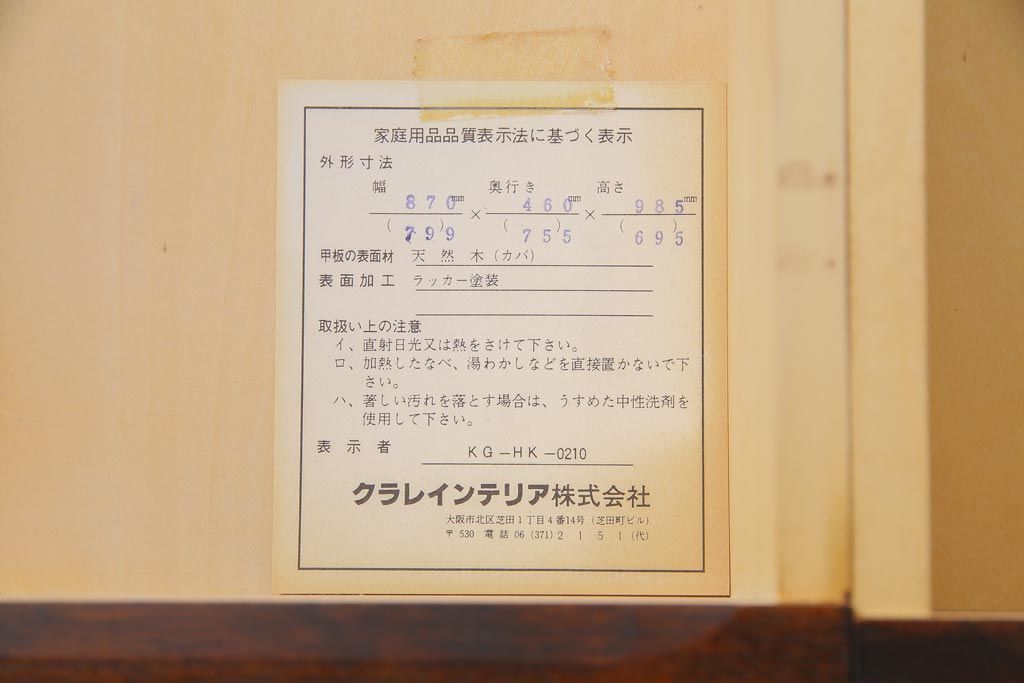 家庭用品品質表示法に基づく表示
外形寸法
幅 奥行き 高さ
870mm × 460mm × 985mm
(799) (755) (695)
甲板の表面材 天然木(カバ)
表面加工 ラッカー塗装
取扱い上の注意
イ、直射日光又は熱をさけて下さい。
ロ、加熱したなべ、湯わかしなどを直接置かないで下
さい。
ハ、著しい汚れを落とす場合は、うすめた中性洗剤を
使用して下さい。
表示者 KG-HK-0210
クラレインテリア株式会社
大阪市北区芝田1丁目4番14号(芝田町ビル)
〒530 電話 06(371)2151(代)